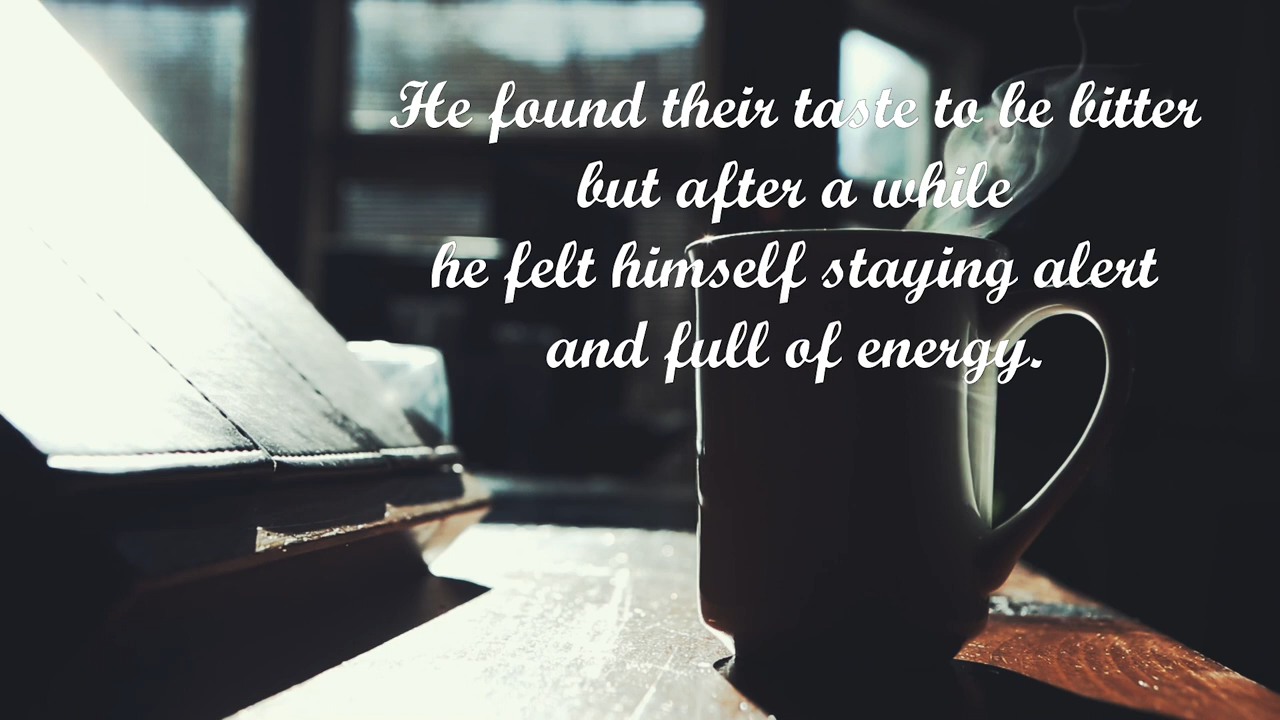 He found their taste to be bitter
but after a while
he felt himself staying alert
and full of energy.